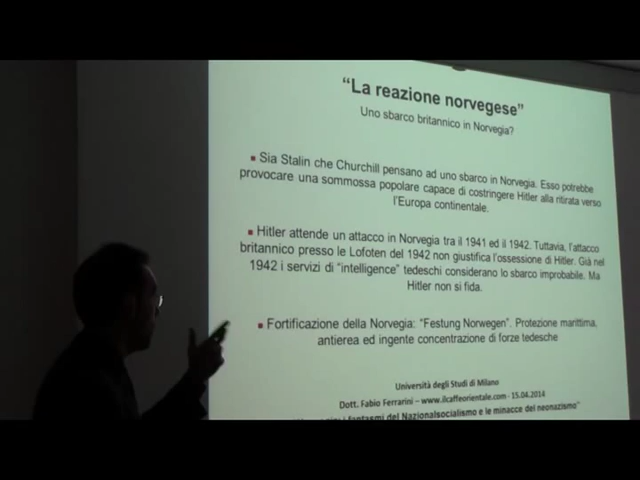 “La reazione norvegese”
Uno sbarco britannico in Norvegia?
▪ Sia Stalin che Churchill pensano ad uno sbarco in Norvegia. Esso potrebbe
provocare una sommossa popolare capace di costringere Hitler alla ritirata verso
l’Europa continentale.
▪ Hitler attende un attacco in Norvegia tra il 1941 ed il 1942. Tuttavia, l’attacco
britannico presso le Lofoten del 1942 non giustifica l’ossessione di Hitler. Già nel
1942 i servizi di “intelligence” tedeschi considerano lo sbarco improbabile. Ma
Hitler non si fida.
▪ Fortificazione della Norvegia: “Festung Norwegen”. Protezione marittima,
antierea ed ingente concentrazione di forze tedesche
Università degli Studi di Milano
Dott. Fabio Ferrarini – www.ilcaffeorientale.com - 15.04.2014
i fantasmi del Nazionalsocialismo e le minacce del neonazismo”